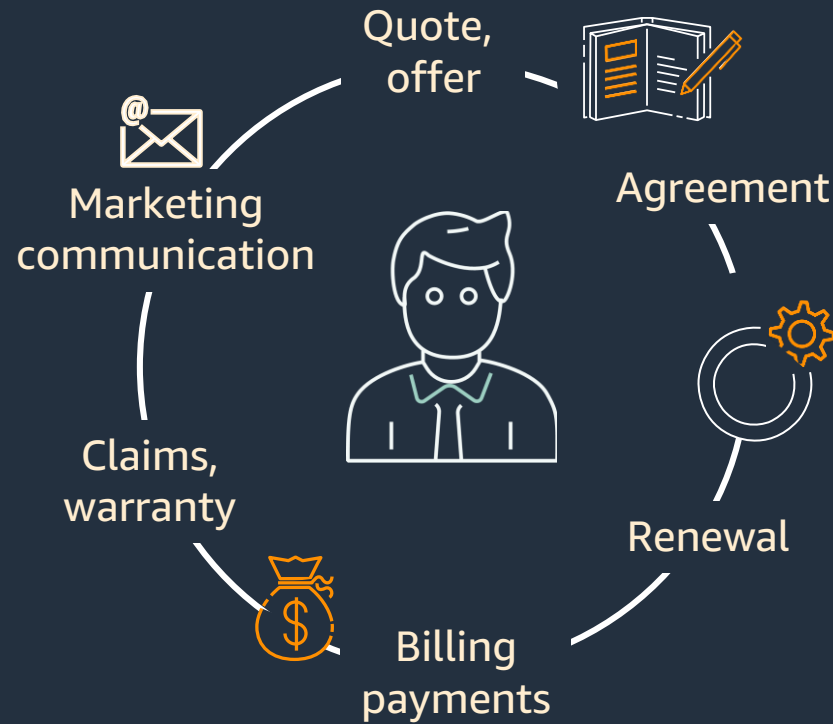 Quote,
offer
Agreement
Renewal
Billing
payments
$
Claims,
warranty
Marketing
communication
@